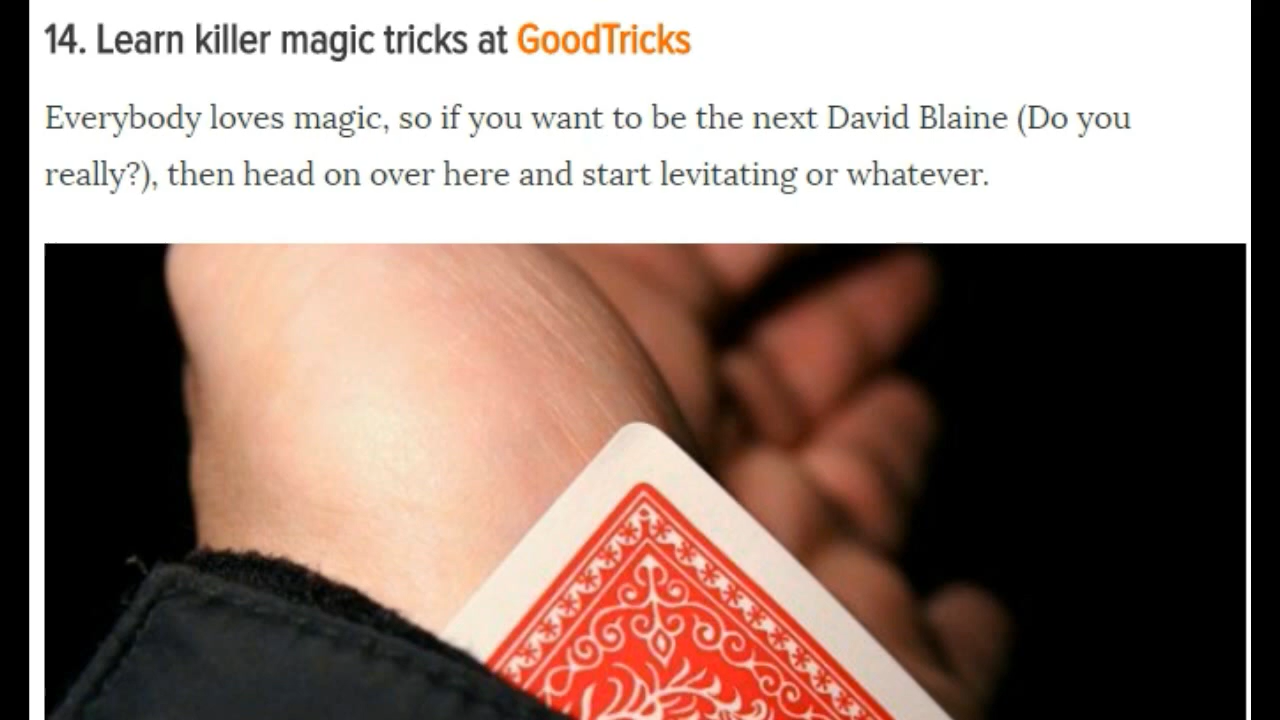 14. Learn killer magic tricks at GoodTricks
Everybody loves magic, so if you want to be the next David Blaine (Do you
really?), then head on over here and start levitating or whatever.